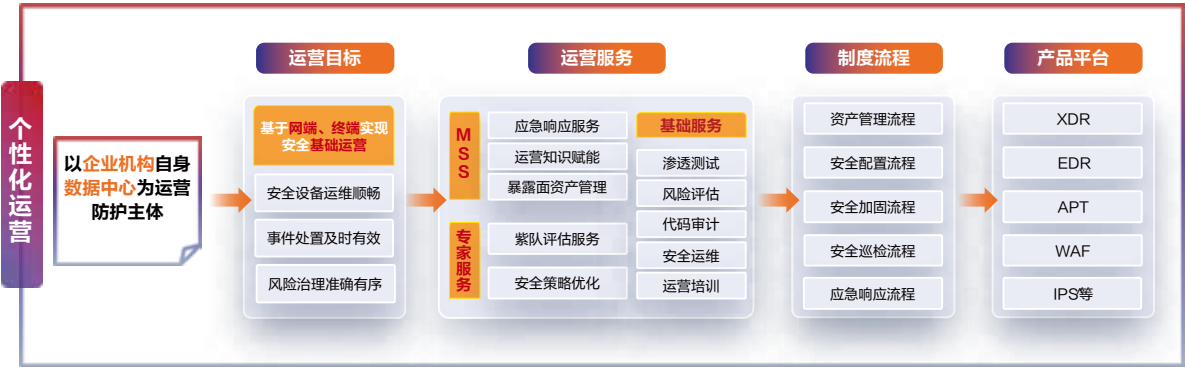 个性化运营
以企业机构自身
数据中心为运营
防护主体
运营目标
基于网端、终端实现
安全基础运营
安全设备运维顺畅
事件处置及时有效
风险治理准确有序
运营服务
MSS
应急响应服务
运营知识赋能
暴露面资产管理
专家服务
紫队评估服务
安全策略优化
基础服务
渗透测试
风险评估
代码审计
安全运维
运营培训
制度流程
资产管理流程
安全配置流程
安全加固流程
安全巡检流程
应急响应流程
产品平台
XDR
EDR
APT
WAF
IPS等